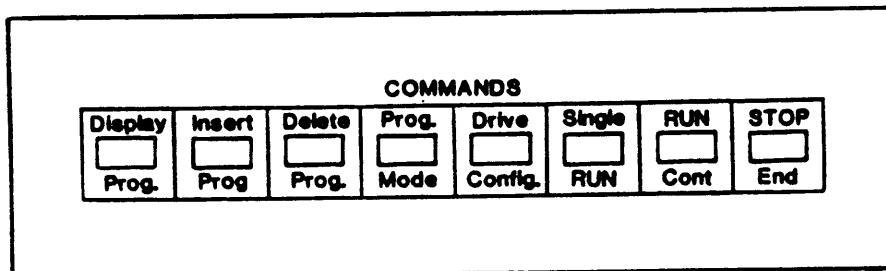 COMMANDS
Display Insert Delete Prog. Drive Single RUN STOP
Prog. Prog Prog. Mode Config. RUN Cont End